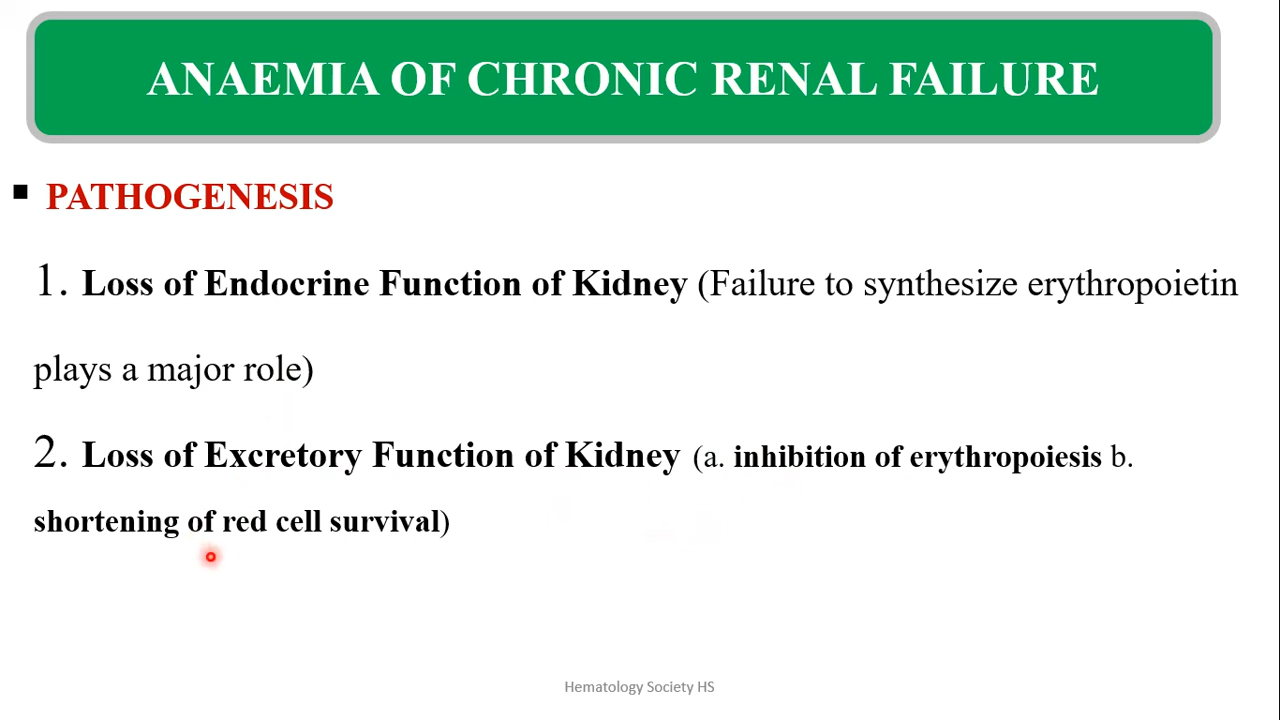 ANAEMIA OF CHRONIC RENAL FAILURE
▪ PATHOGENESIS
1. Loss of Endocrine Function of Kidney (Failure to synthesize erythropoietin
plays a major role)
2. Loss of Excretory Function of Kidney (a. inhibition of erythropoiesis b.
shortening of red cell survival)
Hematology Society HS